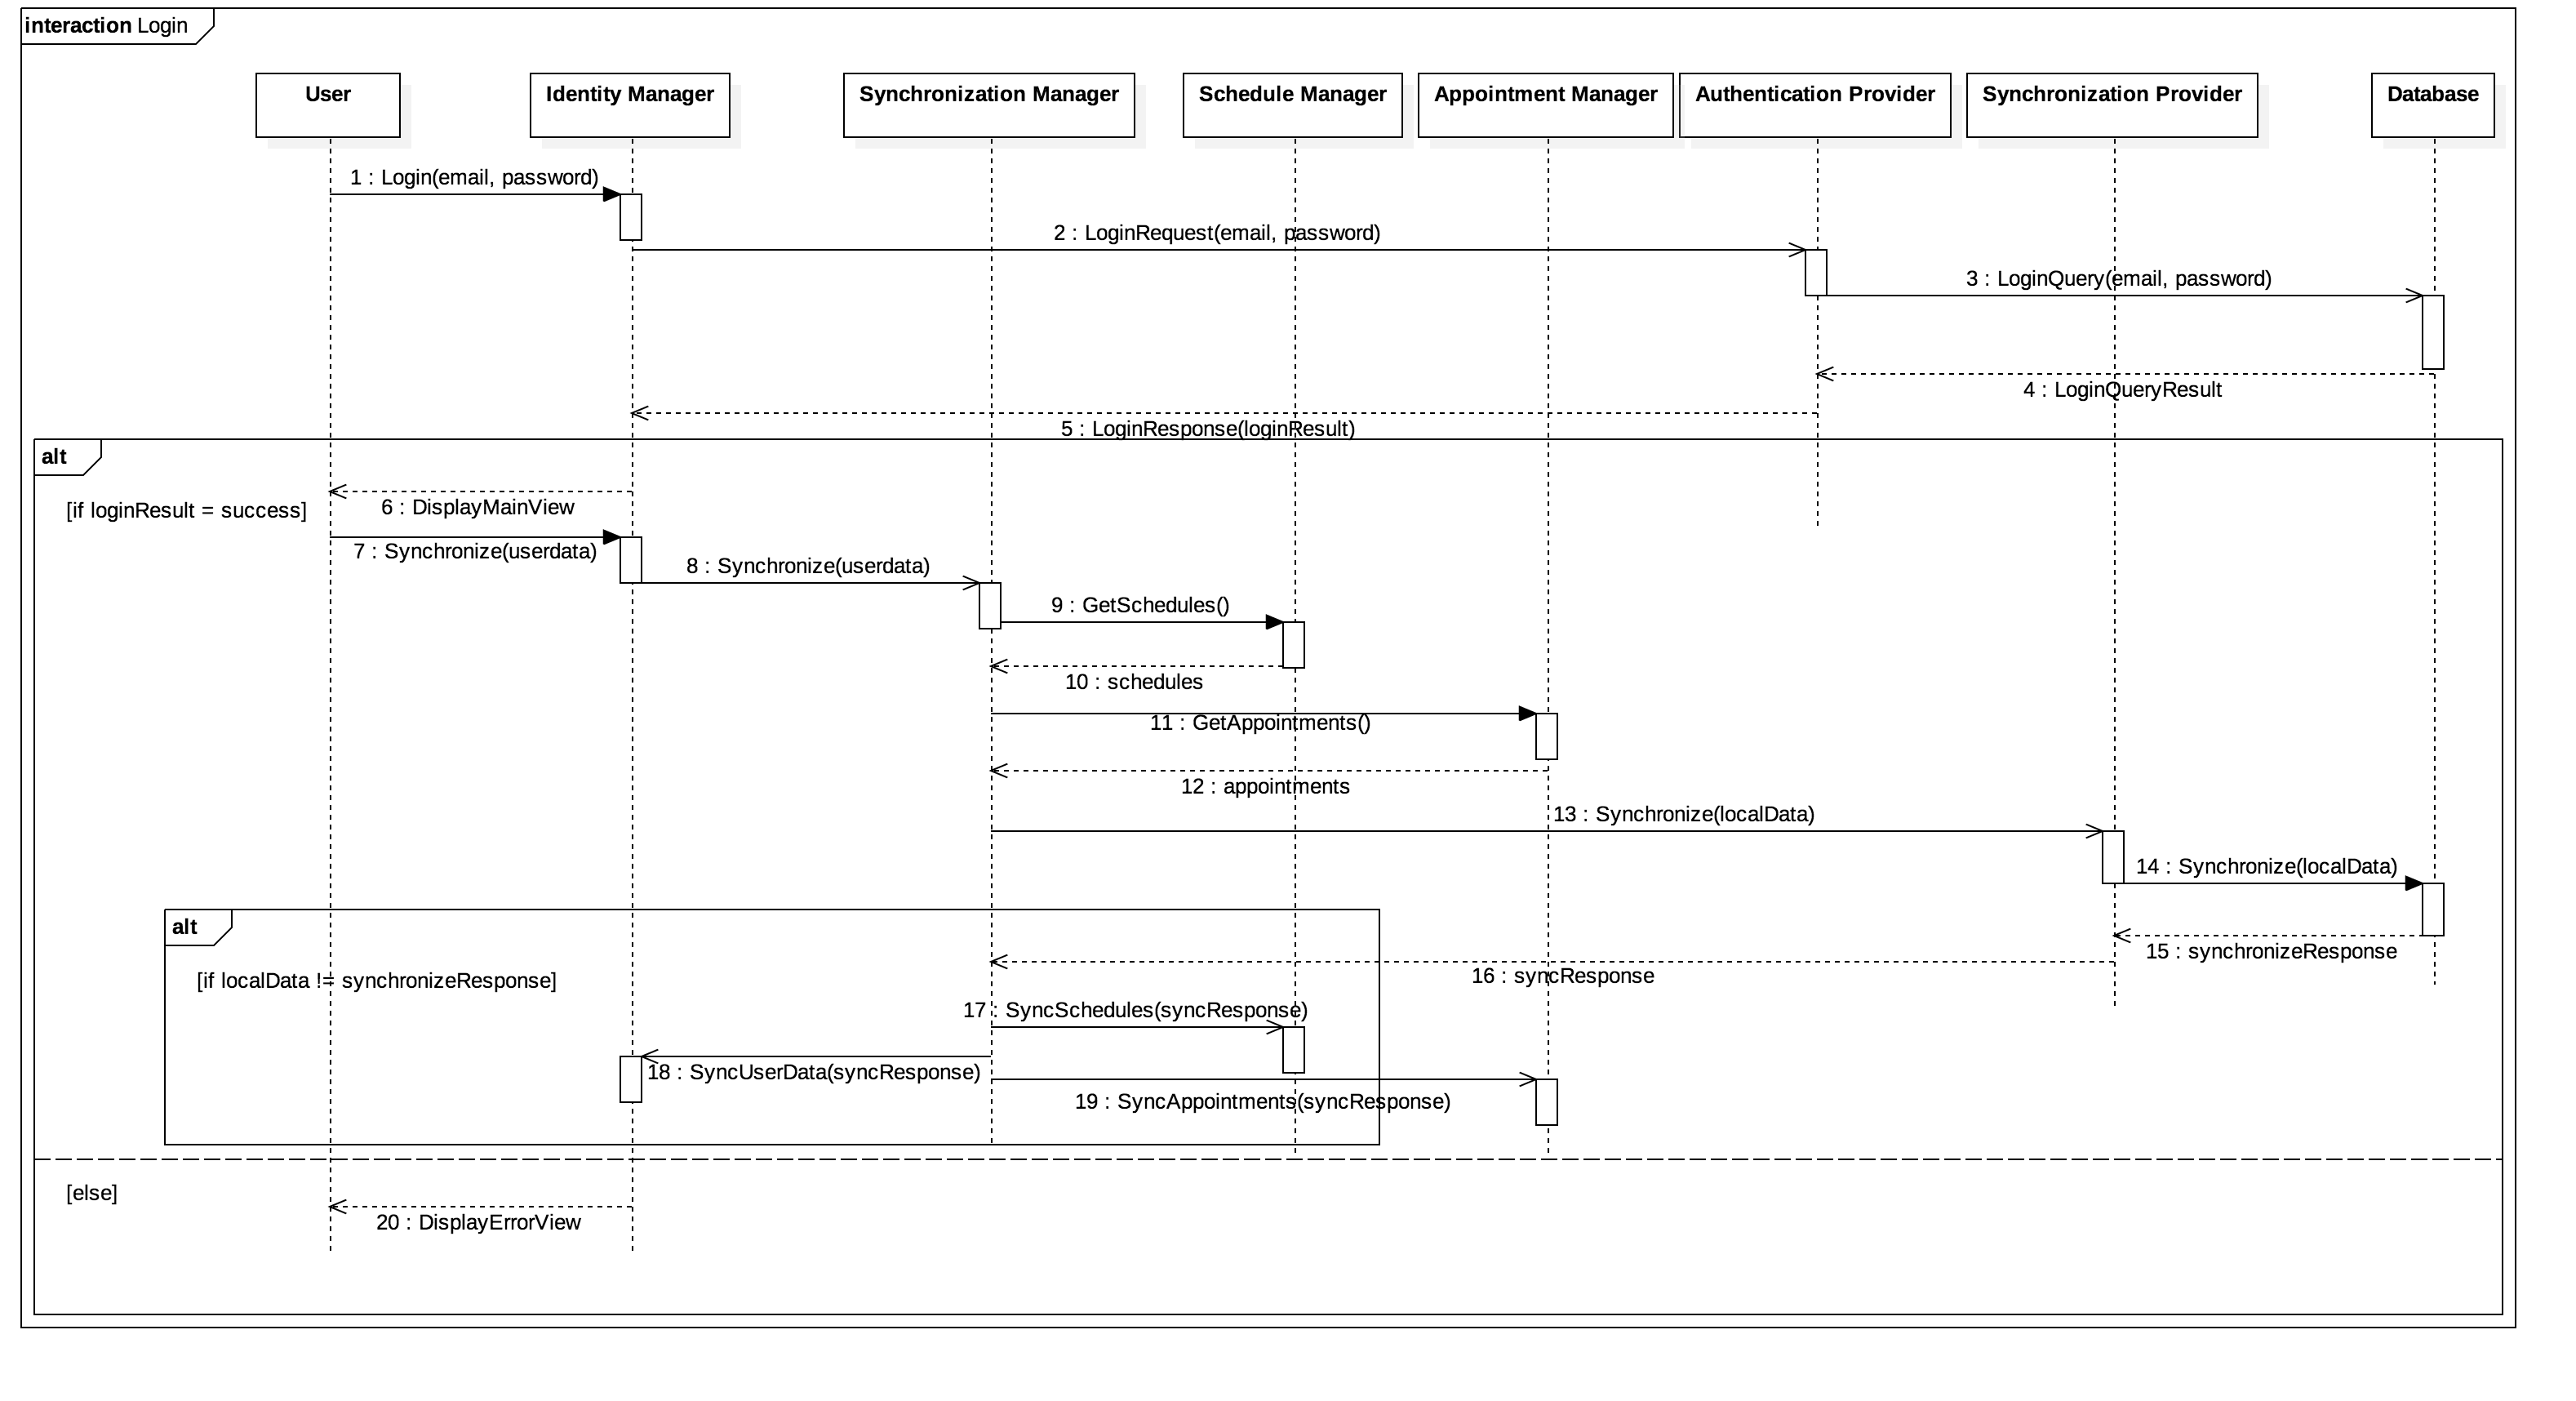 interaction Login
User
Identity Manager
Synchronization Manager
Schedule Manager
Appointment Manager
Authentication Provider
Synchronization Provider
Database
1 : Login(email, password)
2 : LoginRequest(email, password)
3 : LoginQuery(email, password)
4 : LoginQueryResult
5 : LoginResponse(loginResult)
alt
[if loginResult = success]
6 : DisplayMainView
7 : Synchronize(userdata)
8 : Synchronize(userdata)
9 : GetSchedules()
10 : schedules
11 : GetAppointments()
12 : appointments
13 : Synchronize(localData)
14 : Synchronize(localData)
alt
15 : synchronizeResponse
[if localData != synchronizeResponse]
16 : syncResponse
17 : SyncSchedules(syncResponse)
18 : SyncUserData(syncResponse)
19 : SyncAppointments(syncResponse)
[else]
20 : DisplayErrorView